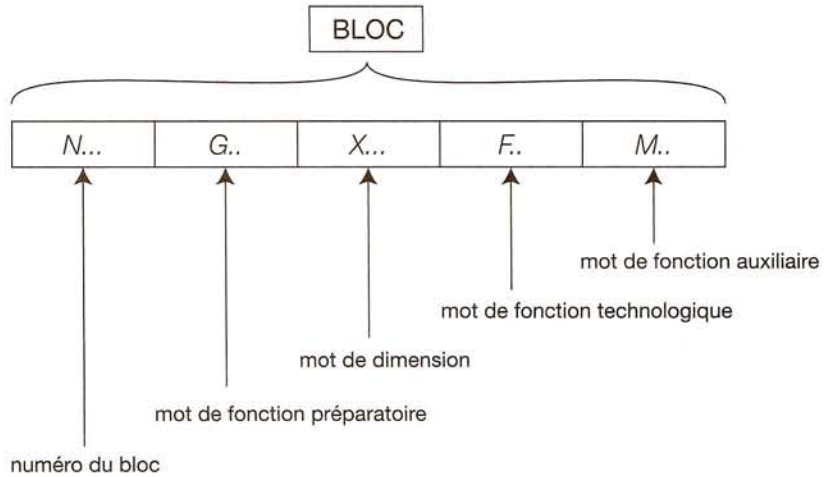 BLOC
N... G.. X... F.. M..
mot de fonction auxiliaire
mot de fonction technologique
mot de dimension
mot de fonction préparatoire
numéro du bloc